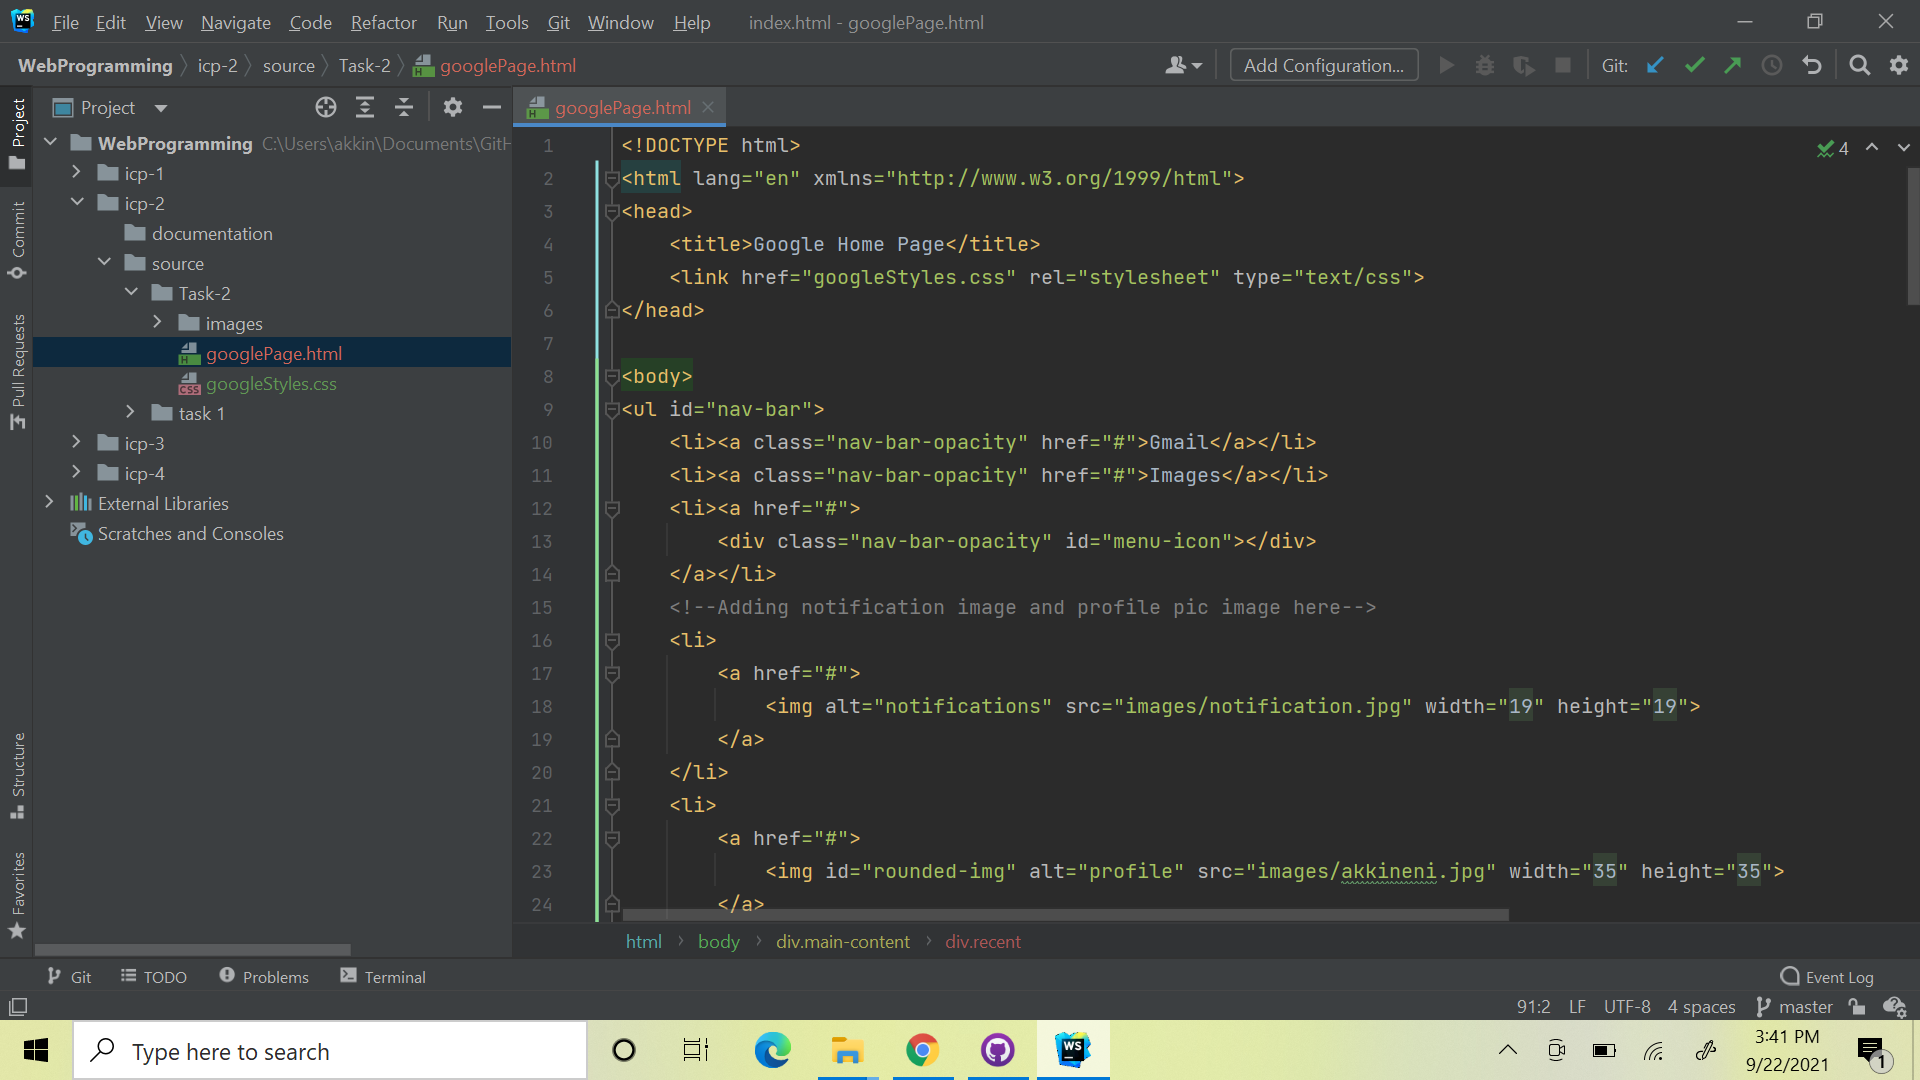 File Edit View Navigate Code Refactor Run Tools Git Window Help index.html - googlePage.html
WebProgramming icp-2 source Task-2 googlePage.html Add Configuration... Git:
Project
Commit
Pull Requests
Structure
Favorites
Project
WebProgramming C:\Users\akkin\Documents\GitH
icp-1
icp-2
documentation
source
Task-2
images
googlePage.html
googleStyles.css
task 1
icp-3
icp-4
External Libraries
Scratches and Consoles
googlePage.html
4
1 <!DOCTYPE html>
2 <html lang="en" xmlns="http://www.w3.org/1999/html">
3 <head>
4 <title>Google Home Page</title>
5 <link href="googleStyles.css" rel="stylesheet" type="text/css">
6 </head>
7
8 <body>
9 <ul id="nav-bar">
10 <li><a class="nav-bar-opacity" href="#">Gmail</a></li>
11 <li><a class="nav-bar-opacity" href="#">Images</a></li>
12 <li><a href="#">
13 <div class="nav-bar-opacity" id="menu-icon"></div>
14 </a></li>
15 <!--Adding notification image and profile pic image here-->
16 <li>
17 <a href="#">
18 <img alt="notifications" src="images/notification.jpg" width="19" height="19">
19 </a>
20 </li>
21 <li>
22 <a href="#">
23 <img id="rounded-img" alt="profile" src="images/akkineni.jpg" width="35" height="35">
24 </a>
html body div.main-content div.recent
Git TODO Problems Terminal Event Log
91:2 LF UTF-8 4 spaces master
Type here to search
WS
3:41 PM
9/22/2021
1